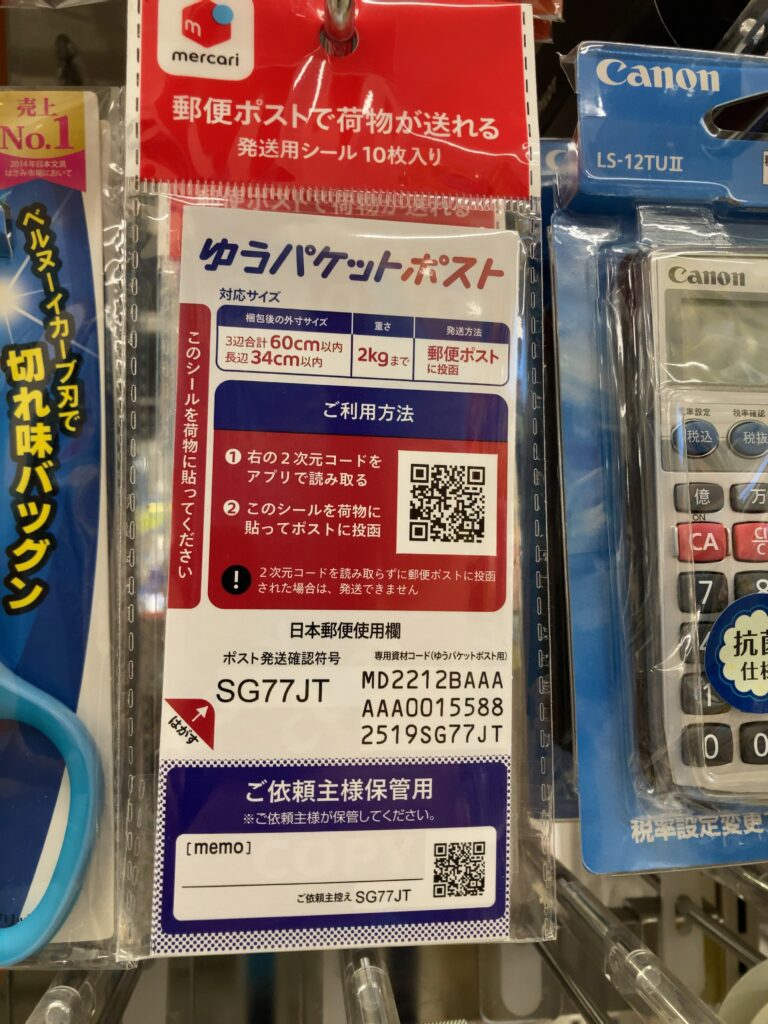 mercari
郵便ポストで荷物が送れる
発送用シール 10枚入り
ゆうパケットポスト
対応サイズ
梱包後の外寸サイズ
重さ
発送方法
3辺合計60cm以内
長辺34cm以内
2kgまで
郵便ポスト
に投函
このシールを荷物に貼ってください
ご利用方法
1 右の2次元コードを
アプリで読み取る
2 このシールを荷物に
貼ってポストに投函
! 2次元コードを読み取らずに郵便ポストに投函
された場合は、発送できません
日本郵便使用欄
ポスト発送確認符号
専用資材コード(ゆうパケットポスト用)
SG77JT
MD2212BAAA
AAA0015588
2519SG77JT
はがす
ご依頼主様保管用
※ご依頼主様が保管してください。
[memo]
ご依頼主控え SG77JT
売上
No.1
2014年日本文具
はさみ市場において
ベルヌーイカーブ刃で
切れ味バツグン
Canon
LS-12TUII
Canon
税率確認
税込
税抜
億
万
ON
CA
7
8
1
0
抗菌
仕様
税率設定変更